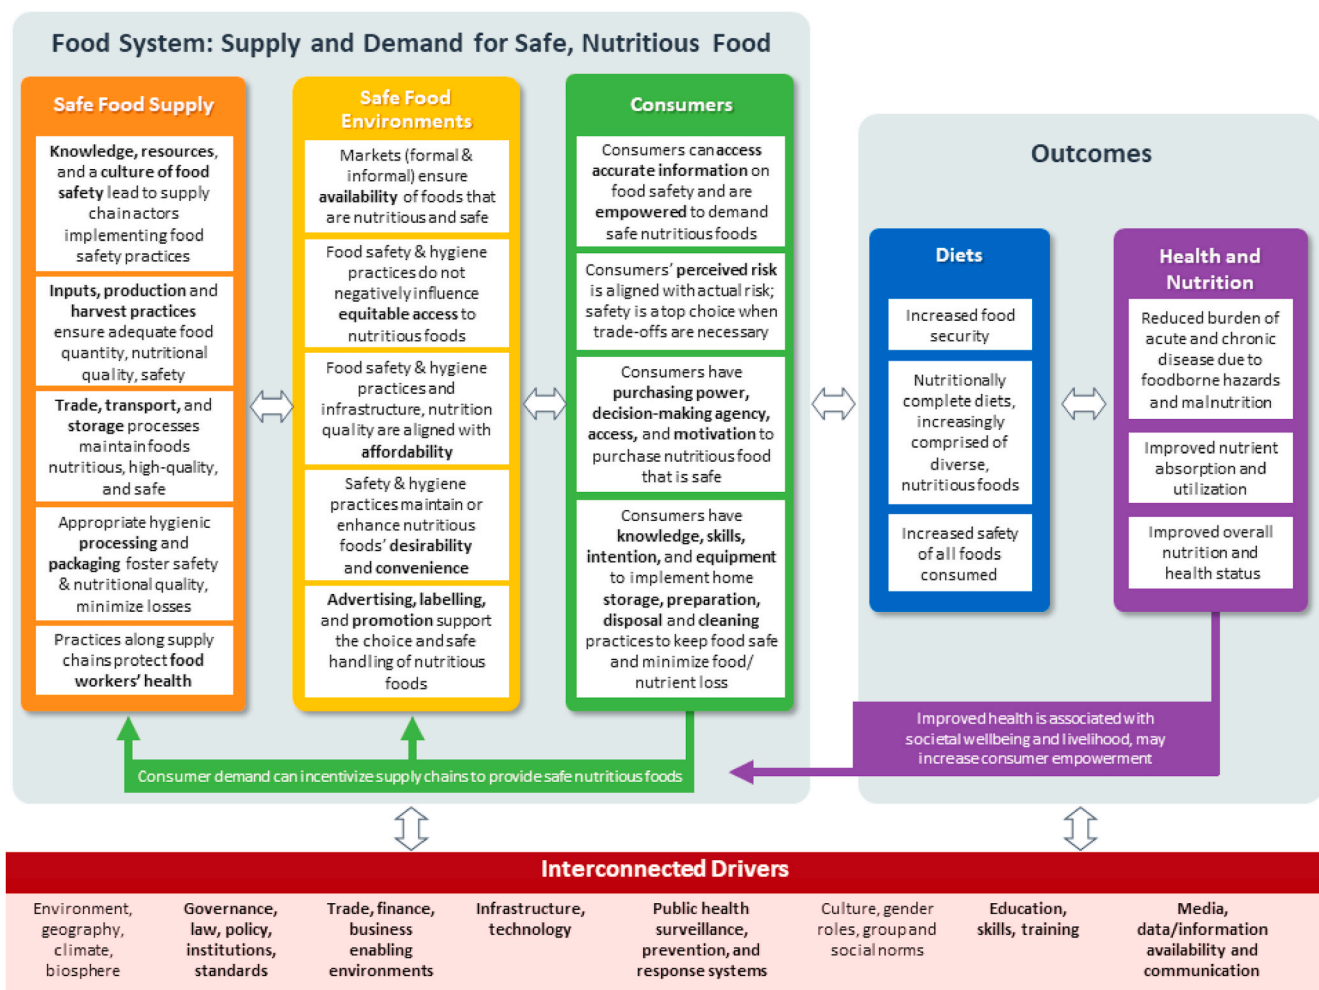 Food System: Supply and Demand for Safe, Nutritious Food
Safe Food Supply
Knowledge, resources,
and a culture of food
safety lead to supply
chain actors
implementing food
safety practices
Inputs, production and
harvest practices
ensure adequate food
quantity, nutritional
quality, safety
Trade, transport, and
storage processes
maintain foods
nutritious, high-quality,
and safe
Appropriate hygienic
processing and
packaging foster safety
& nutritional quality,
minimize losses
Practices along supply
chains protect food
workers' health
Safe Food
Environments
Markets (formal &
informal) ensure
availability of foods that
are nutritious and safe
Food safety & hygiene
practices do not
negatively influence
equitable access to
nutritious foods
Food safety & hygiene
practices and
infrastructure, nutrition
quality are aligned with
affordability
Safety & hygiene
practices maintain or
enhance nutritious
foods' desirability
and convenience
Advertising, labelling,
and promotion support
the choice and safe
handling of nutritious
foods
Consumers
Consumers can access
accurate information on
food safety and are
empowered to demand
safe nutritious foods
Consumers' perceived risk
is aligned with actual risk;
safety is a top choice when
trade-offs are necessary
Consumers have
purchasing power,
decision-making agency,
access, and motivation to
purchase nutritious food
that is safe
Consumers have
knowledge, skills,
intention, and equipment
to implement home
storage, preparation,
disposal and cleaning
practices to keep food safe
and minimize food/
nutrient loss
Consumer demand can incentivize supply chains to provide safe nutritious foods
Outcomes
Diets
Increased food
security
Nutritionally
complete diets,
increasingly
comprised of
diverse,
nutritious foods
Increased safety
of all foods
consumed
Health and
Nutrition
Reduced burden of
acute and chronic
disease due to
foodborne hazards
and malnutrition
Improved nutrient
absorption and
utilization
Improved overall
nutrition and
health status
Improved health is associated with
societal wellbeing and livelihood, may
increase consumer empowerment
Interconnected Drivers
Environment,
geography,
climate,
biosphere
Governance,
law, policy,
institutions,
standards
Trade, finance,
business
enabling
environments
Infrastructure,
technology
Public health
surveillance,
prevention, and
response systems
Culture, gender
roles, group and
social norms
Education,
skills, training
Media,
data/information
availability and
communication